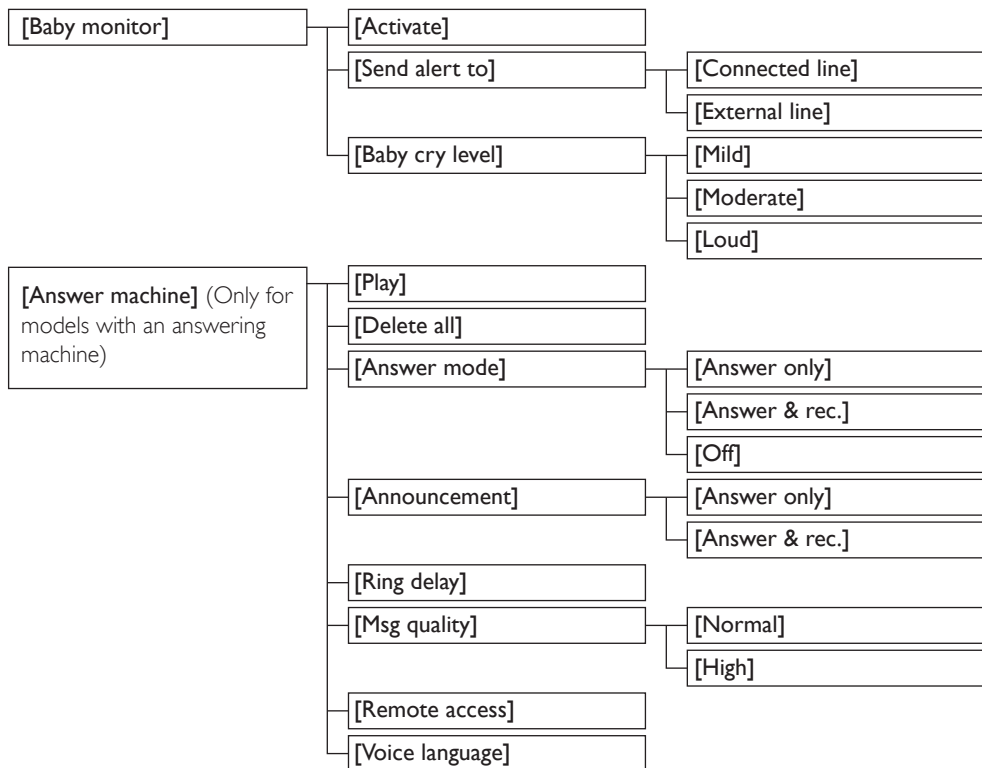 [Baby monitor]
[Activate]
[Send alert to]
[Connected line]
[External line]
[Baby cry level]
[Mild]
[Moderate]
[Loud]
[Answer machine] (Only for
models with an answering
machine)
[Play]
[Delete all]
[Answer mode]
[Answer only]
[Answer & rec.]
[Off]
[Announcement]
[Answer only]
[Answer & rec.]
[Ring delay]
[Msg quality]
[Normal]
[High]
[Remote access]
[Voice language]